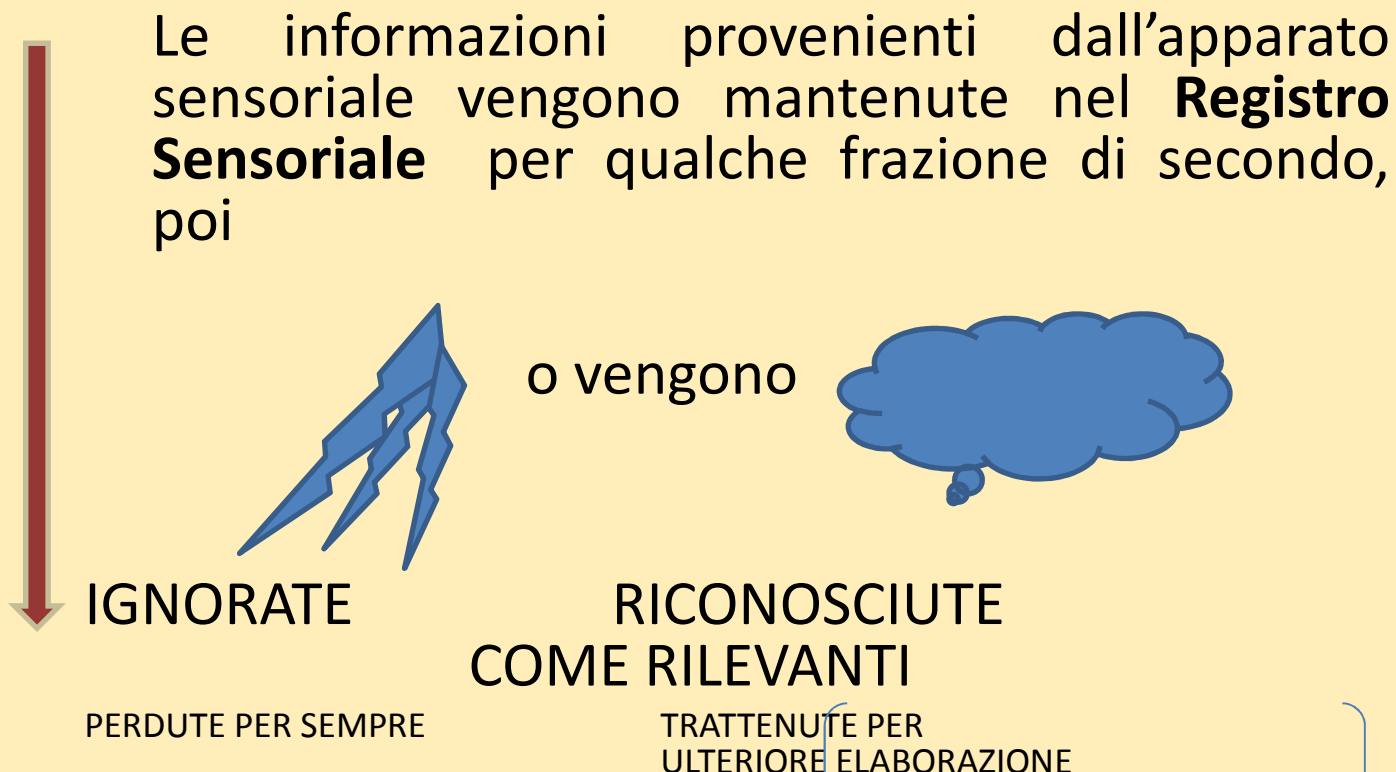 Le informazioni provenienti dall’apparato
sensoriale vengono mantenute nel Registro
Sensoriale per qualche frazione di secondo,
poi
o vengono
IGNORATE RICONOSCIUTE
COME RILEVANTI
PERDUTE PER SEMPRE TRATTENUTE PER
ULTERIORE ELABORAZIONE